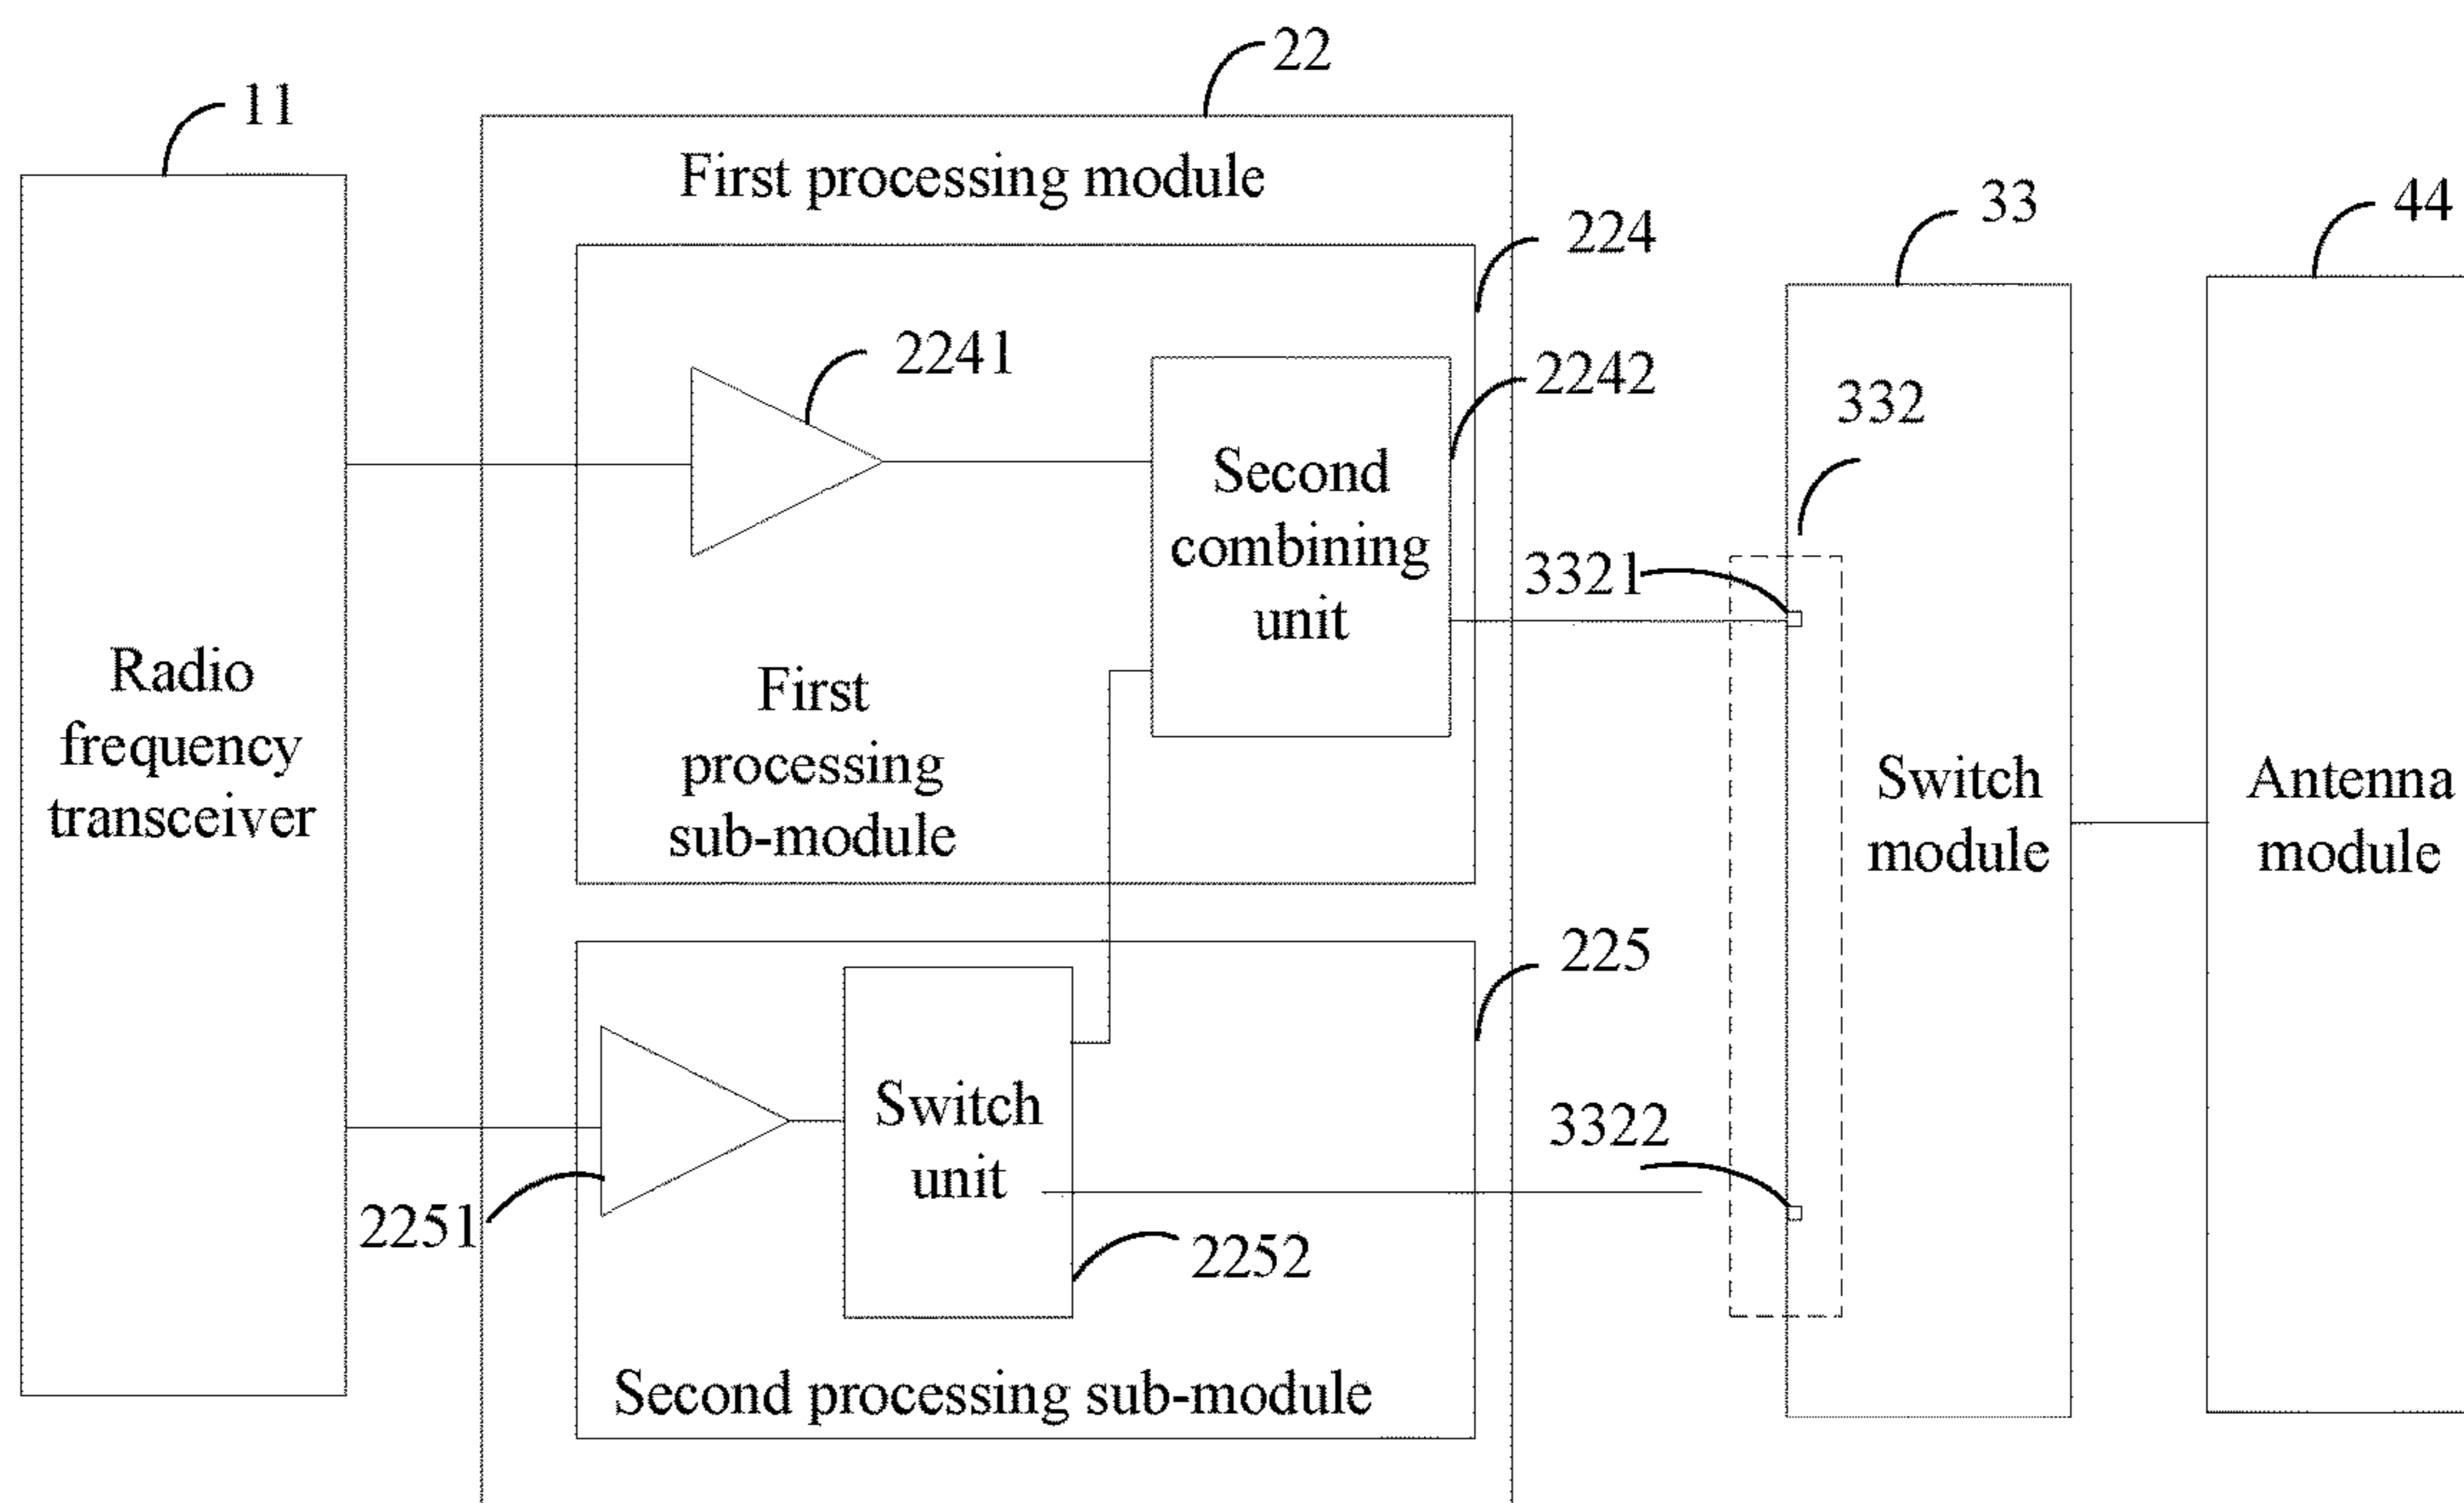 22
11
First processing module
33
44
224
2241
2242
332
Second
combining
unit
3321
Radio
frequency
transceiver
First
processing
sub-module
Switch
module
Antenna
module
225
Switch
unit
3322
2251
2252
Second processing sub-module